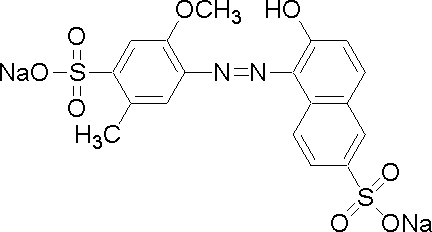 OCH₃ HO
O
NaO S N=N
O
H₃C
O
S
O ONa